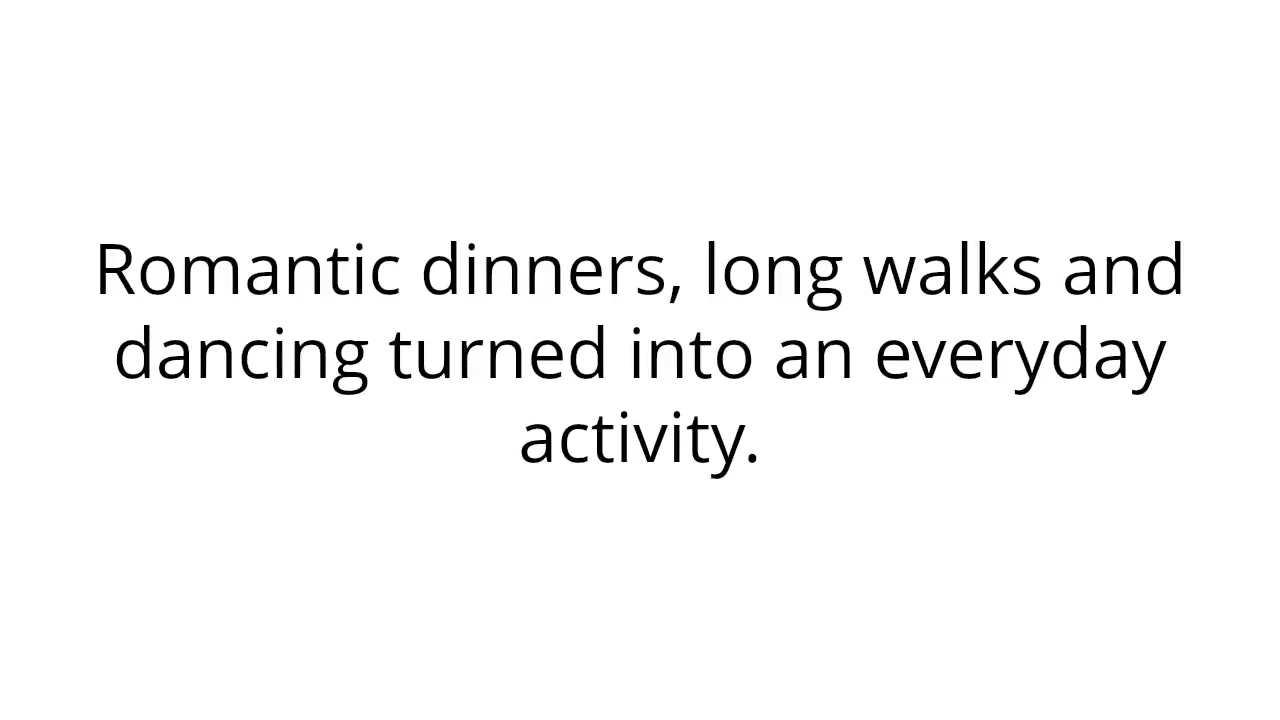 Romantic dinners, long walks and
dancing turned into an everyday
activity.